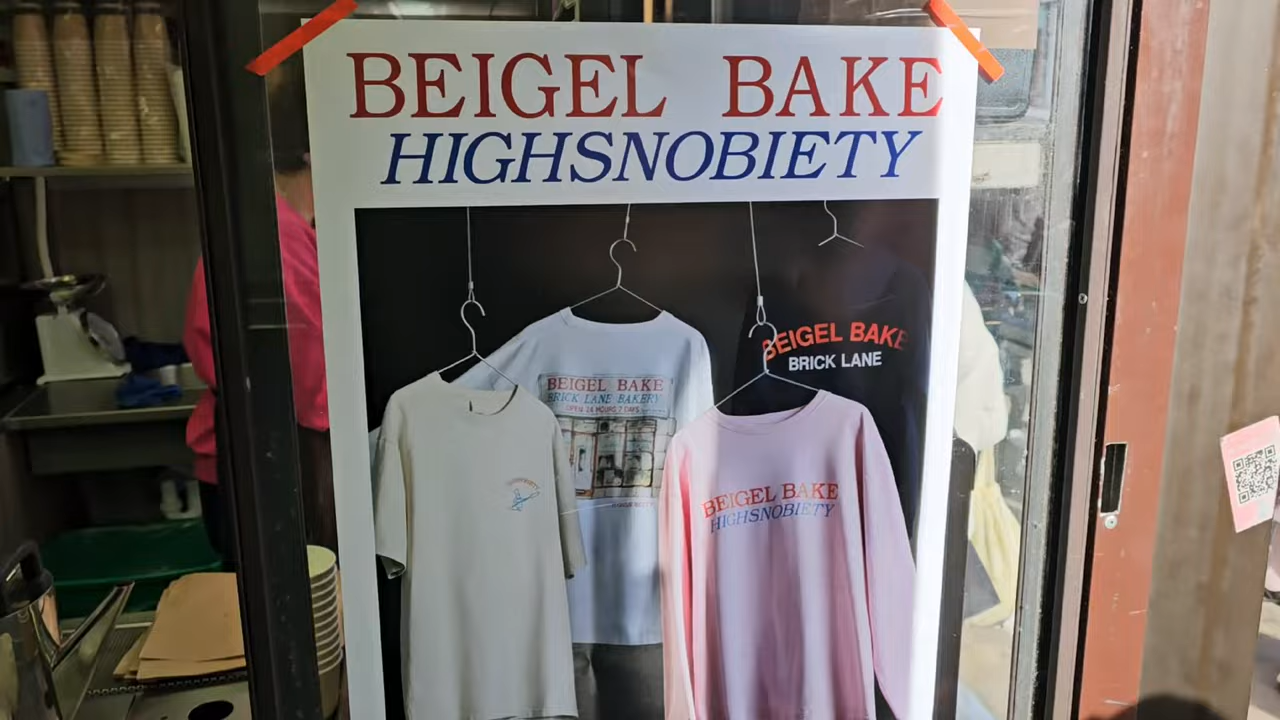 BEIGEL BAKE
HIGHSNOBIETY
BEIGEL BAKE
BRICK LANE
BEIGEL BAKE
BRICK LANE BAKERY
OPEN 24 HOURS 7 DAYS
BEIGEL BAKE
HIGHSNOBIETY